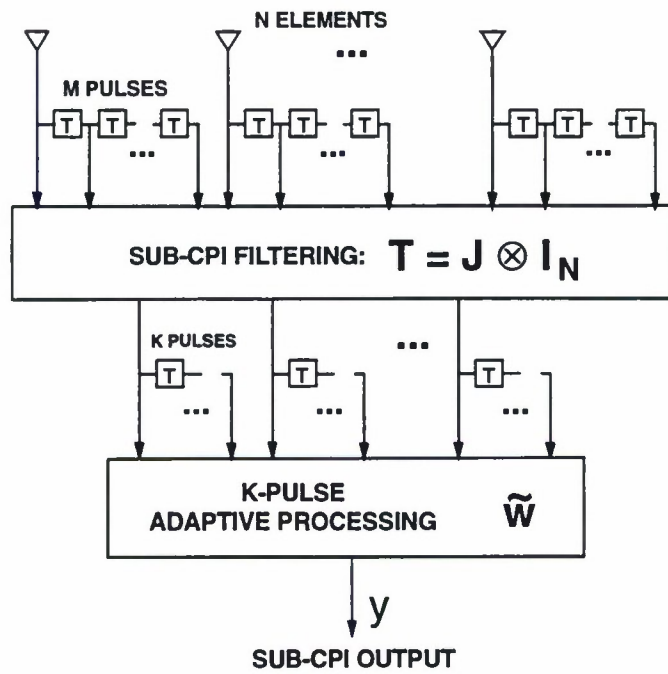 N ELEMENTS
...
M PULSES
T T T T T T T T T
... ... ...
SUB-CPI FILTERING: T = J ⊗ I_N
K PULSES
...
T T T
... ... ...
K-PULSE
ADAPTIVE PROCESSING w̃
y
SUB-CPI OUTPUT